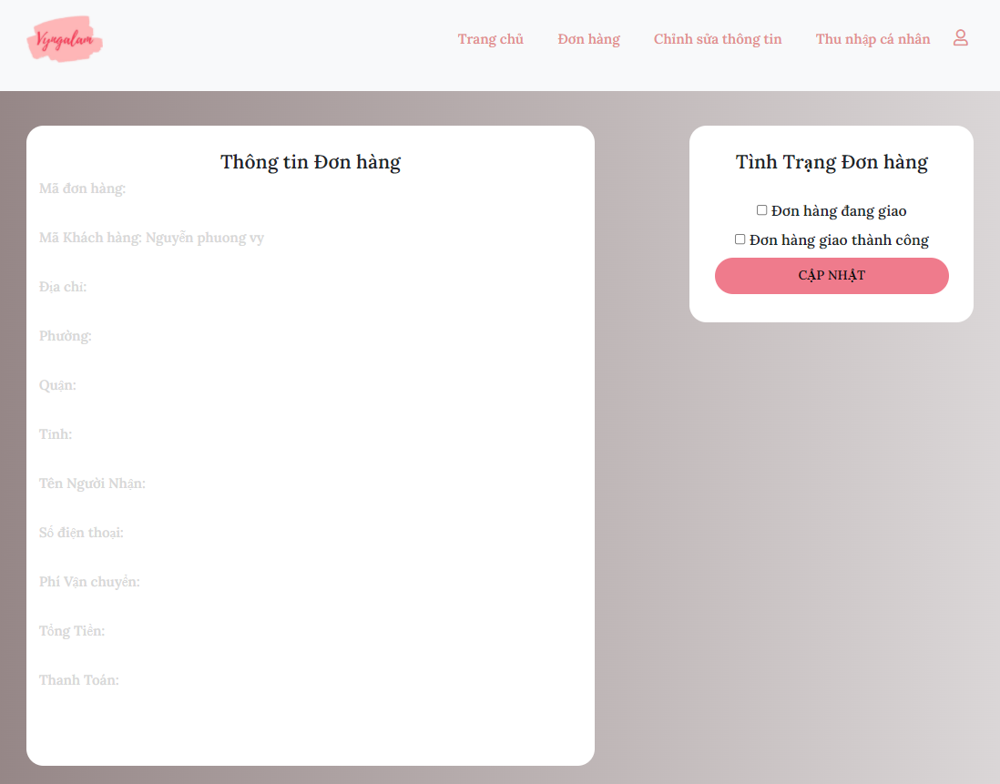 Vyngalam
Trang chủ
Đơn hàng
Chỉnh sửa thông tin
Thu nhập cá nhân
Thông tin Đơn hàng
Mã đơn hàng:
Mã Khách hàng: Nguyễn phuong vy
Địa chỉ:
Phường:
Quận:
Tỉnh:
Tên Người Nhận:
Số điện thoại:
Phí Vận chuyển:
Tổng Tiền:
Thanh Toán:
Tình Trạng Đơn hàng
Đơn hàng đang giao
Đơn hàng giao thành công
CẬP NHẬT